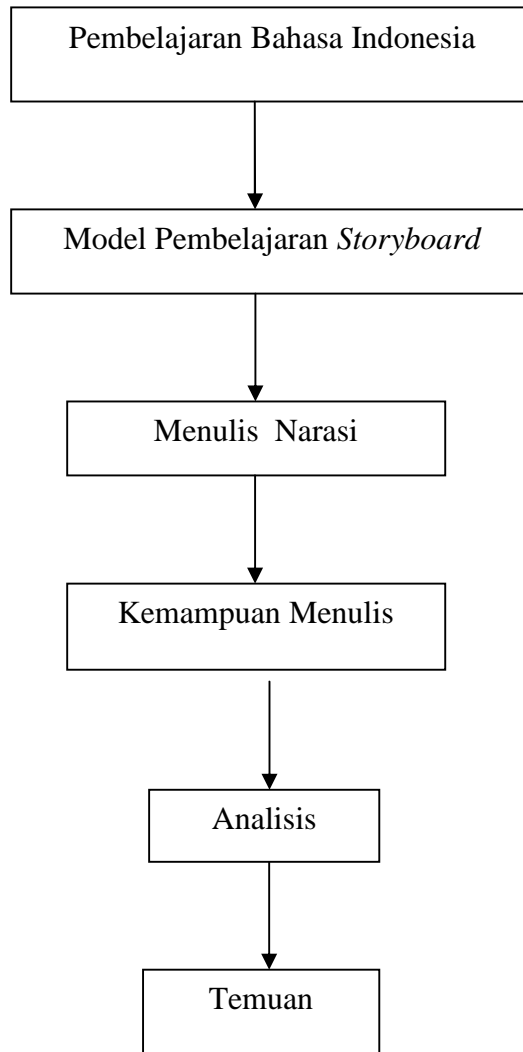 Pembelajaran Bahasa Indonesia
Model Pembelajaran Storyboard
Menulis Narasi
Kemampuan Menulis
Analisis
Temuan